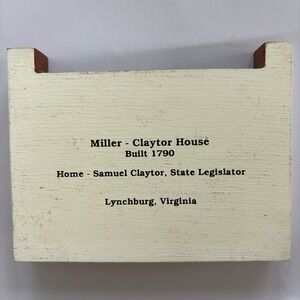 Miller - Claytor House
Built 1790
Home - Samuel Claytor, State Legislator
Lynchburg, Virginia